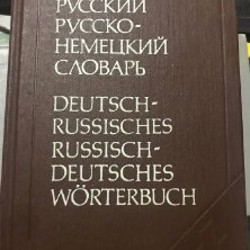 РУССКИЙ
РУССКО-
НЕМЕЦКИЙ
СЛОВАРЬ
DEUTSCH-
RUSSISCHES
RUSSISCH-
DEUTSCHES
WÖRTERBUCH